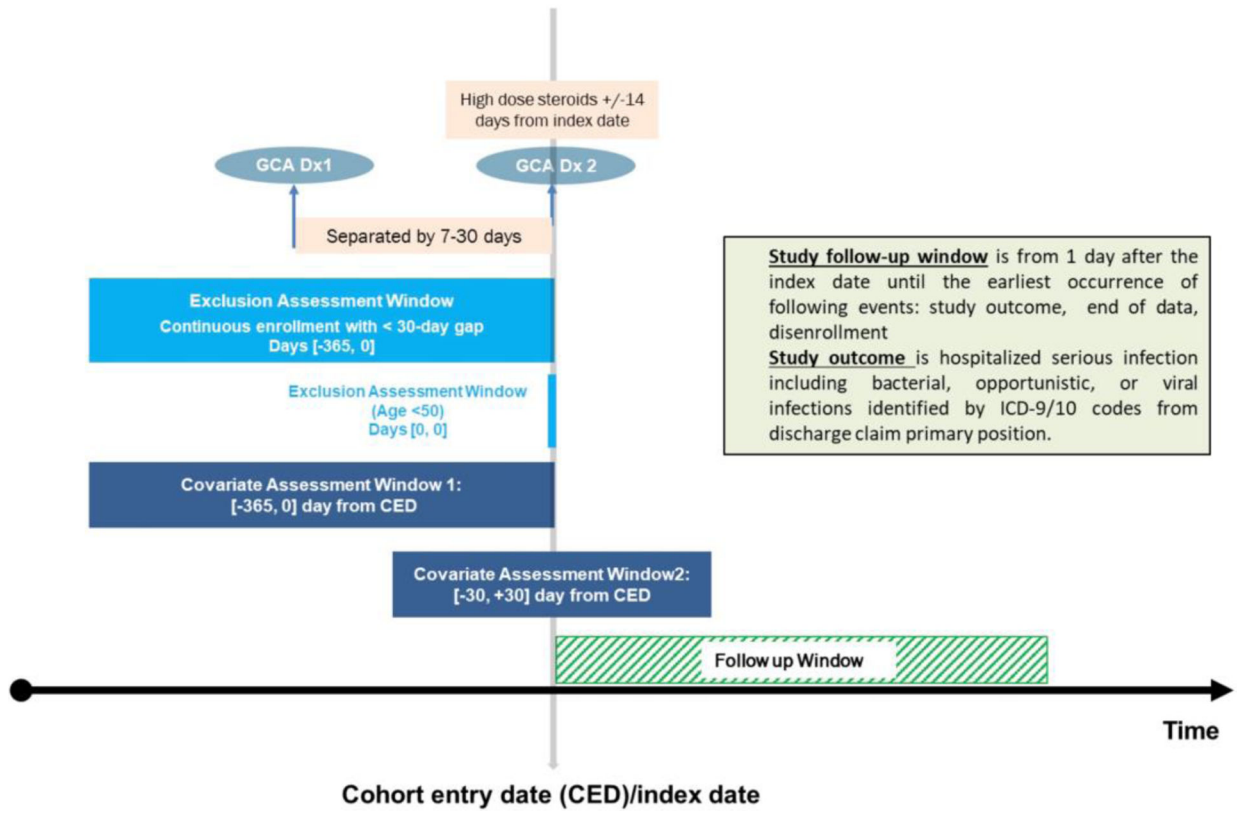 High dose steroids +/-14
days from index date
GCA Dx1
GCA Dx 2
Separated by 7-30 days
Exclusion Assessment Window
Continuous enrollment with < 30-day gap
Days [-365, 0]
Exclusion Assessment Window
(Age <50)
Days [0, 0]
Covariate Assessment Window 1:
[-365, 0] day from CED
Covariate Assessment Window2:
[-30, +30] day from CED
Follow up Window
Study follow-up window is from 1 day after the
index date until the earliest occurrence of
following events: study outcome, end of data,
disenrollment
Study outcome is hospitalized serious infection
including bacterial, opportunistic, or viral
infections identified by ICD-9/10 codes from
discharge claim primary position.
Time
Cohort entry date (CED)/index date